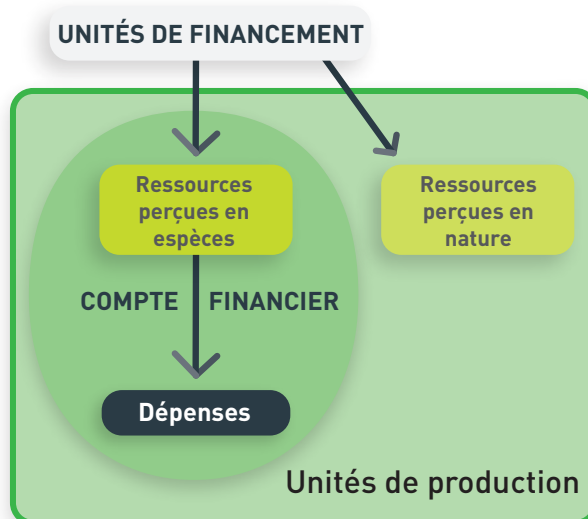 UNITÉS DE FINANCEMENT
Ressources
perçues en
espèces
Ressources
perçues en
nature
COMPTE FINANCIER
Dépenses
Unités de production